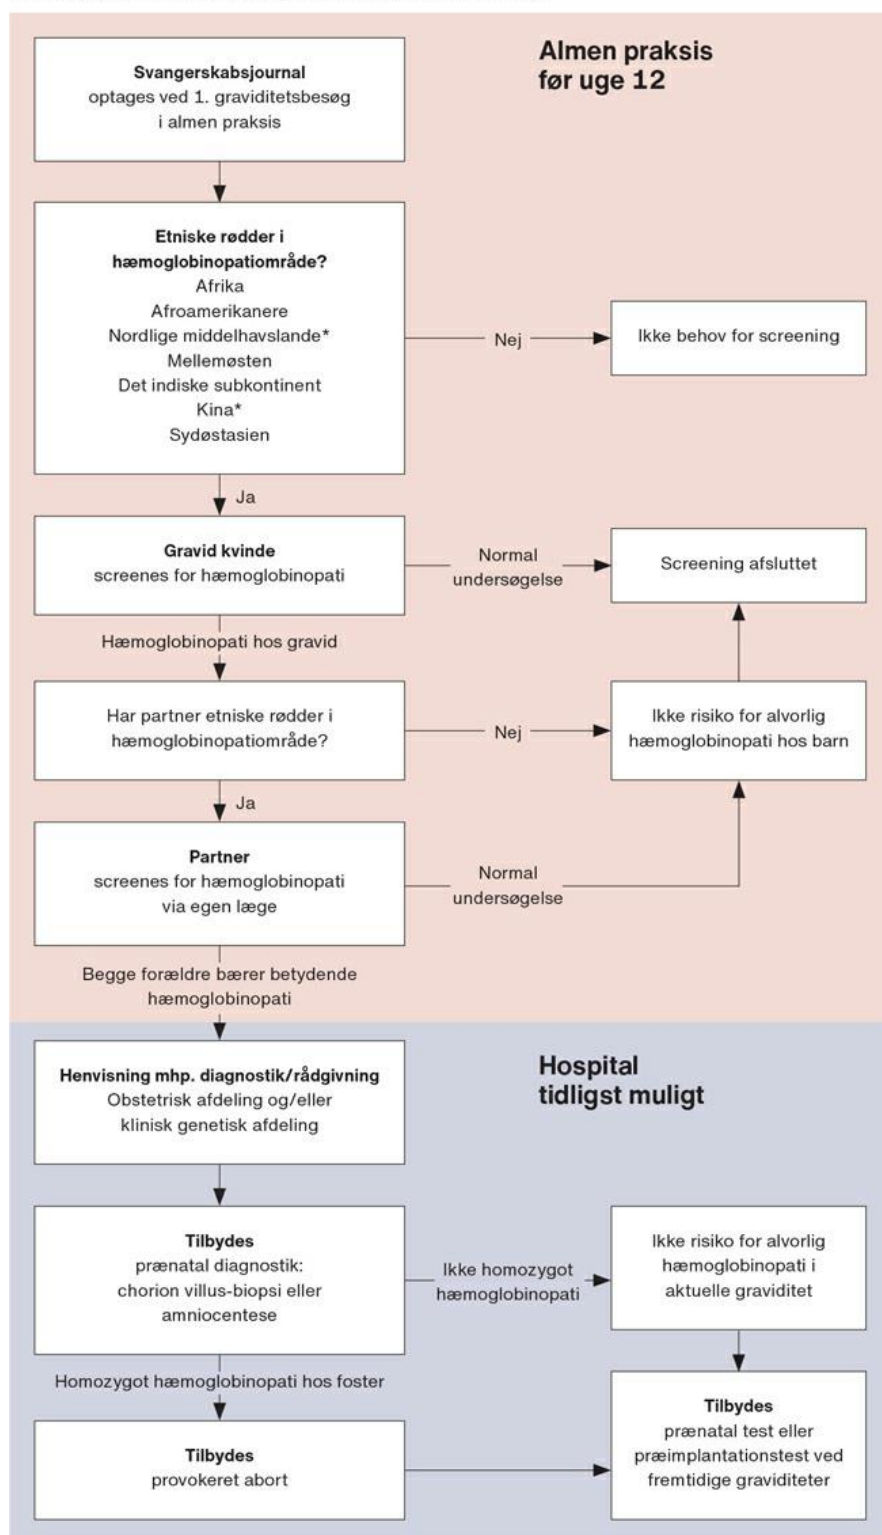 Almen praksis
før uge 12
Svangerskabsjournal
optages ved 1. graviditetsbesøg
i almen praksis
Etniske rødder i
hæmoglobinopatiområde?
Afrika
Afroamerikanere
Nordlige middelhavslande*
Mellemøsten
Det indiske subkontinent
Kina*
Sydøstasien
Nej
Ikke behov for screening
Ja
Gravid kvinde
screenes for hæmoglobinopati
Normal
undersøgelse
Screening afsluttet
Hæmoglobinopati hos gravid
Har partner etniske rødder i
hæmoglobinopatiområde?
Nej
Ikke risiko for alvorlig
hæmoglobinopati hos barn
Ja
Partner
screenes for hæmoglobinopati
via egen læge
Normal
undersøgelse
Begge forældre bærer betydende
hæmoglobinopati
Hospital
tidligst muligt
Henvisning mhp. diagnostik/rådgivning
Obstetrisk afdeling og/eller
klinisk genetisk afdeling
Tilbydes
prænatal diagnostik:
chorion villus-biopsi eller
amniocentese
Ikke homozygot
hæmoglobinopati
Ikke risiko for alvorlig
hæmoglobinopati i
aktuelle graviditet
Homozygot hæmoglobinopati hos foster
Tilbydes
provokeret abort
Tilbydes
prænatal test eller
præimplantationstest ved
fremtidige graviditeter